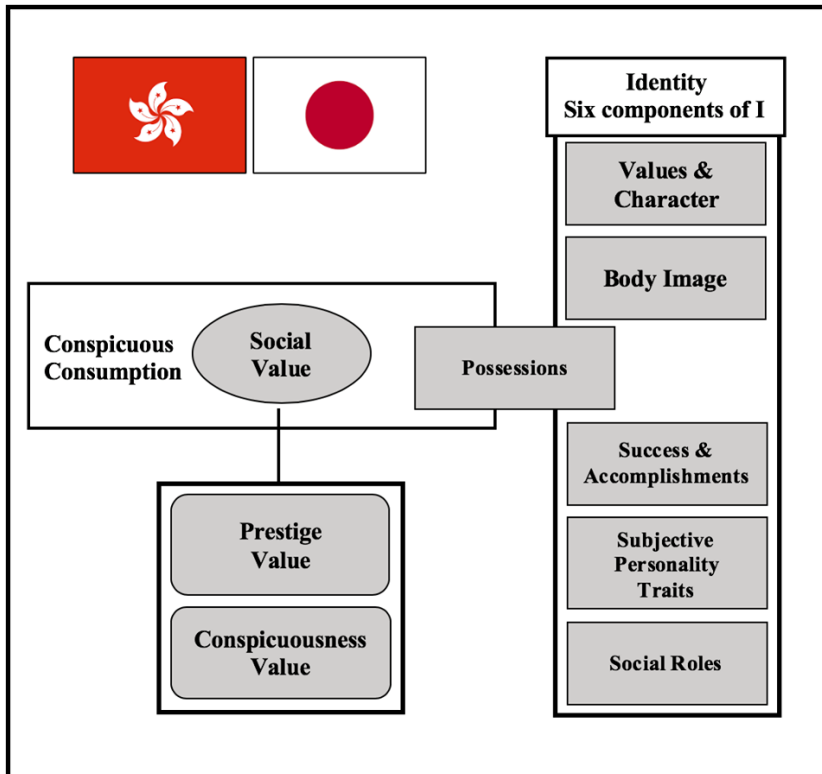 Identity
Six components of I
Values &
Character
Body Image
Conspicuous
Consumption
Social
Value
Possessions
Success &
Accomplishments
Prestige
Value
Subjective
Personality
Traits
Conspicuousness
Value
Social Roles